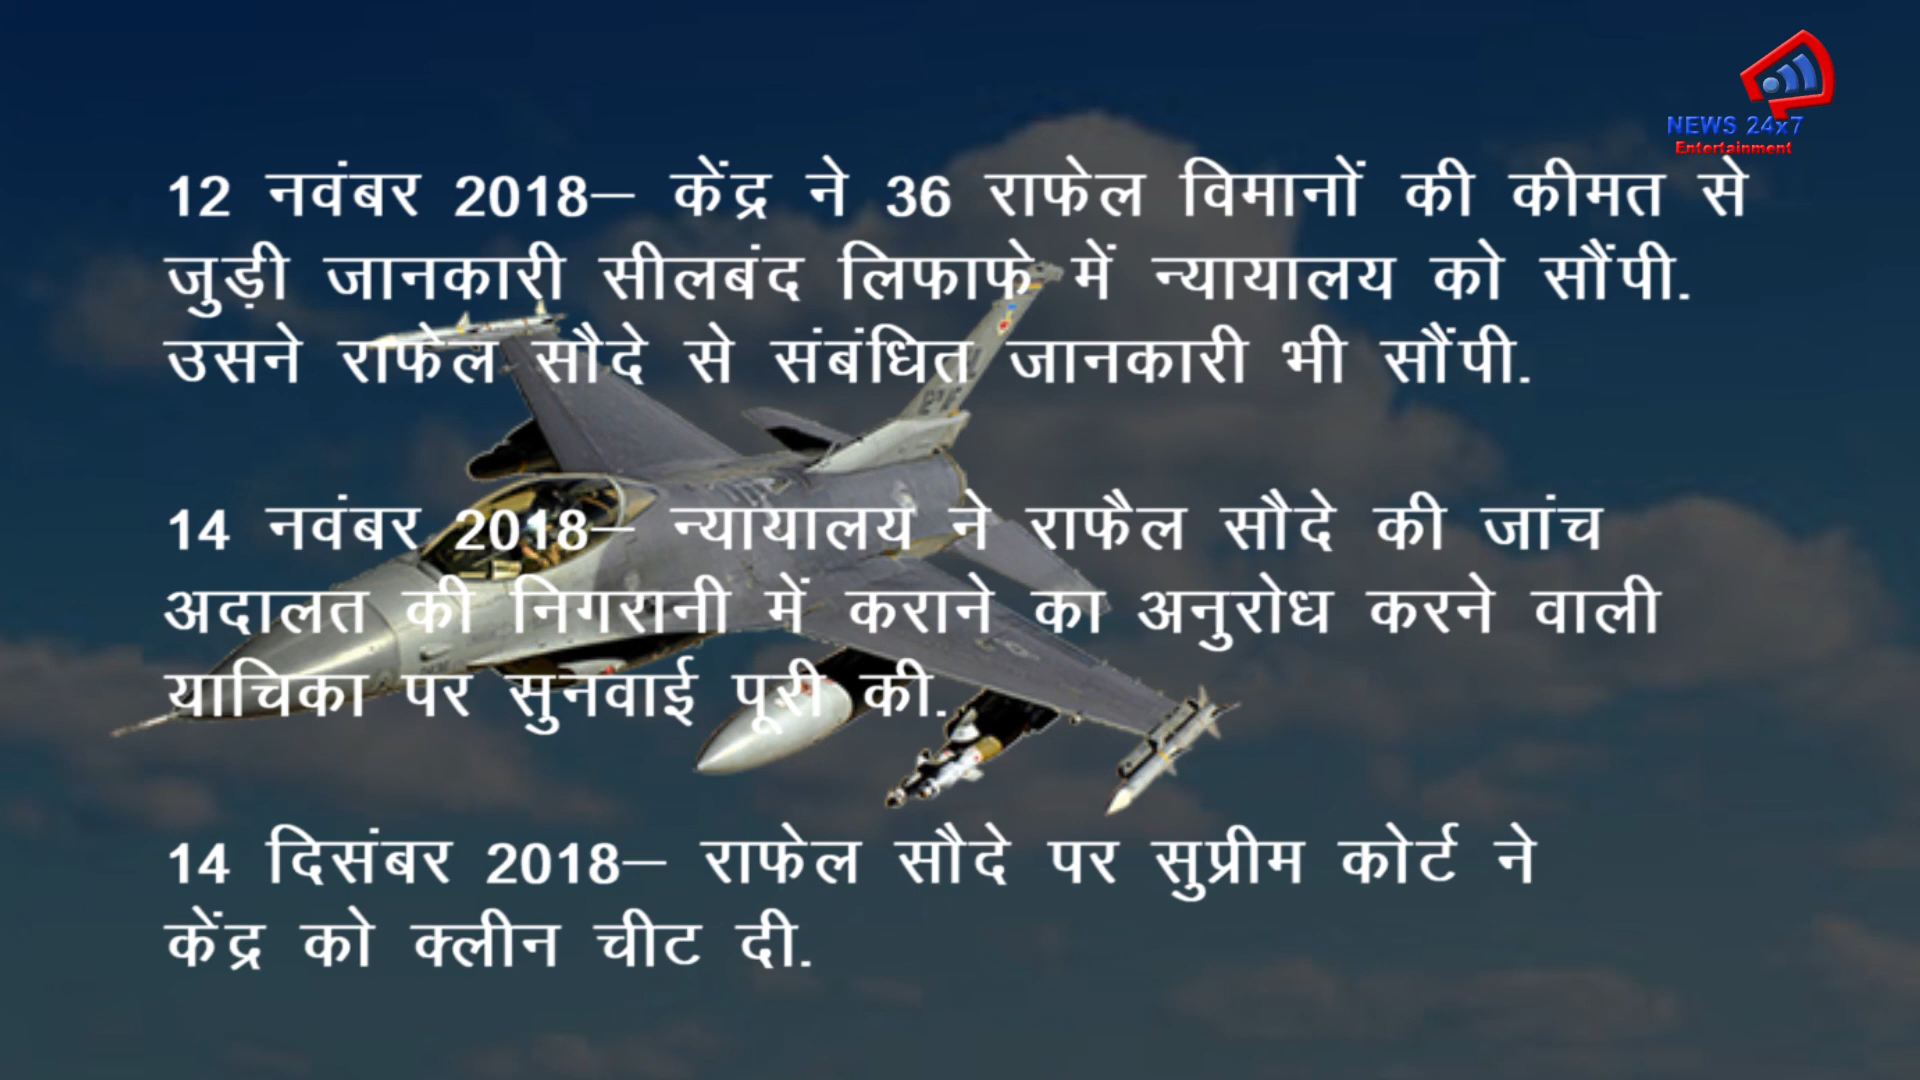 NEWS 24x7
Entertainment
12 नवंबर 2018– केंद्र ने 36 राफेल विमानों की कीमत से
जुड़ी जानकारी सीलबंद लिफाफे में न्यायालय को सौंपी.
उसने राफेल सौदे से संबंधित जानकारी भी सौंपी.
14 नवंबर 2018– न्यायालय ने राफैल सौदे की जांच
अदालत की निगरानी में कराने का अनुरोध करने वाली
याचिका पर सुनवाई पूरी की.
14 दिसंबर 2018– राफेल सौदे पर सुप्रीम कोर्ट ने
केंद्र को क्लीन चीट दी.